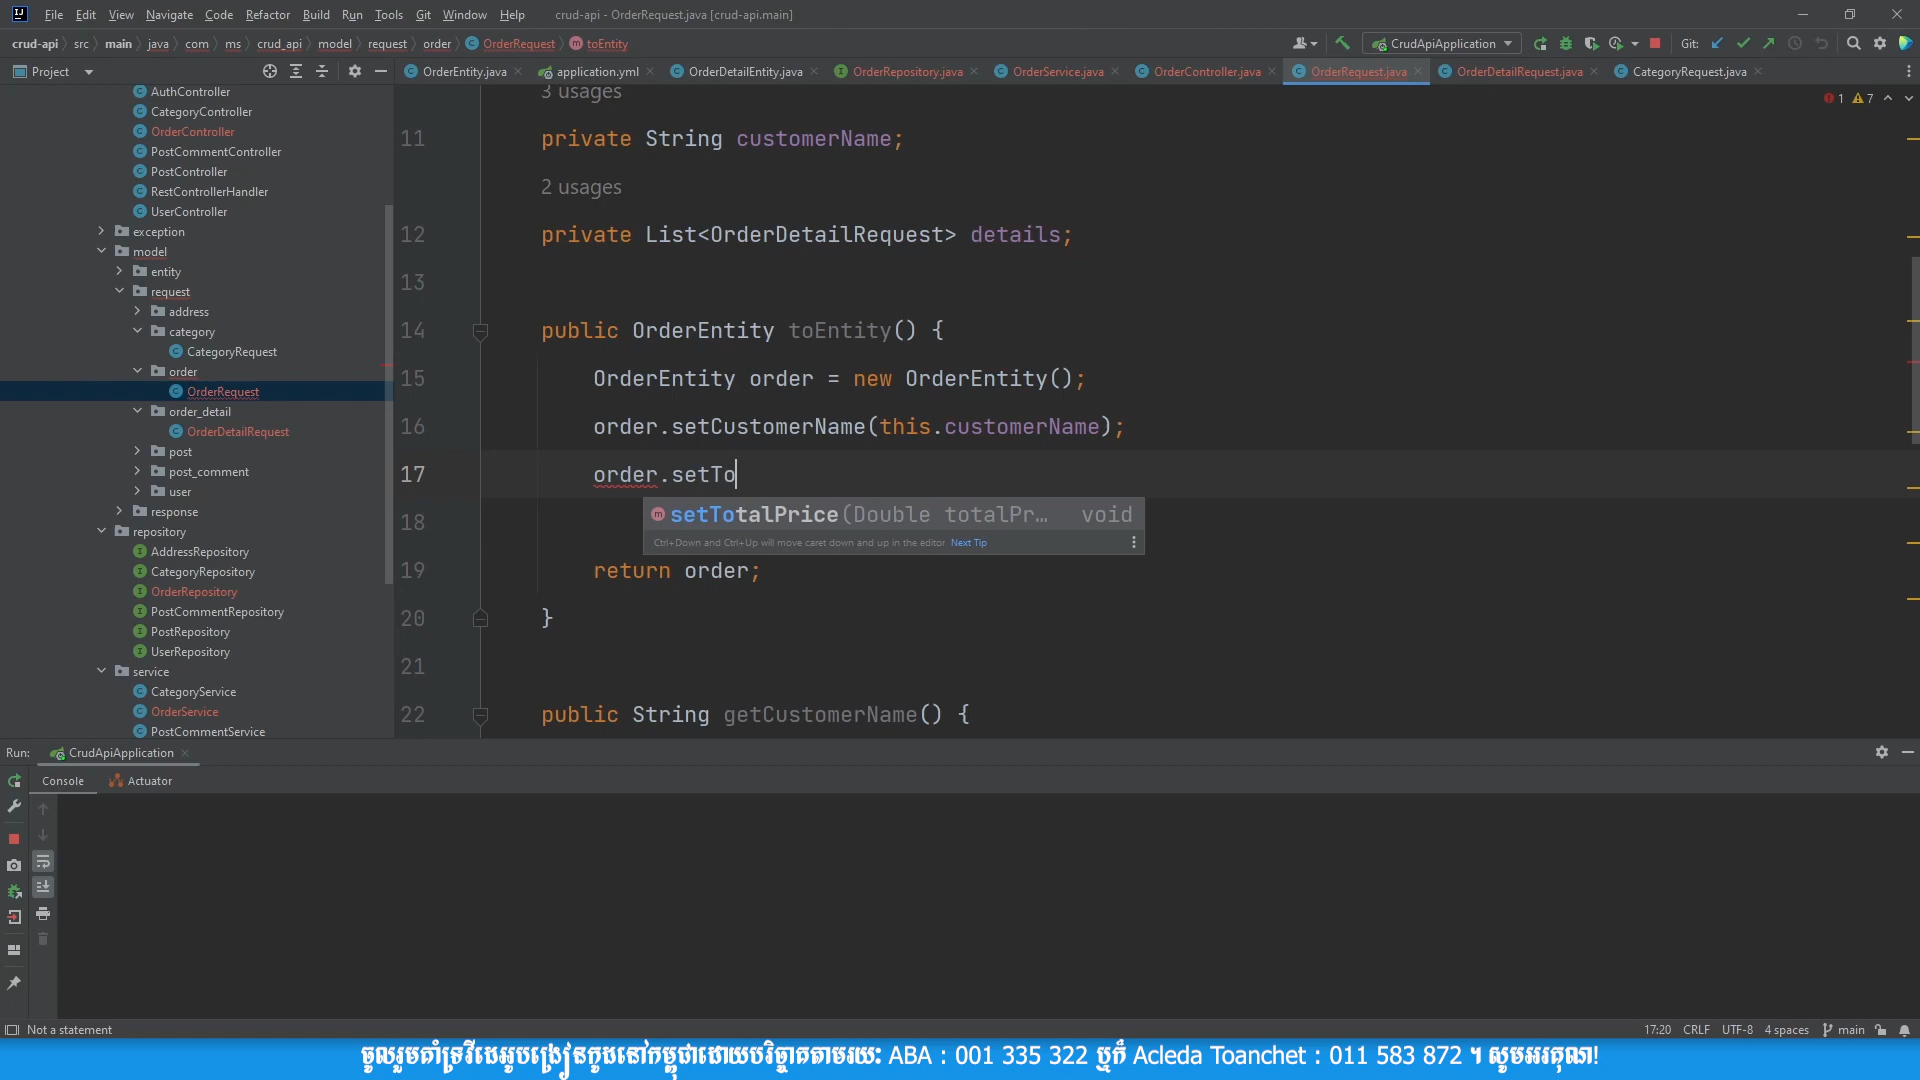 File Edit View Navigate Code Refactor Build Run Tools Git Window Help crud-api - OrderRequest.java [crud-api.main]
crud-api src main java com ms crud_api model request order OrderRequest toEntity CrudApiApplication Git:
Project OrderEntity.java application.yml OrderDetailEntity.java OrderRepository.java OrderService.java OrderController.java OrderRequest.java OrderDetailRequest.java CategoryRequest.java
AuthController
CategoryController
OrderController
PostCommentController
PostController
RestControllerHandler
UserController
exception
model
entity
request
address
category
CategoryRequest
order
OrderRequest
order_detail
OrderDetailRequest
post
post_comment
user
response
repository
AddressRepository
CategoryRepository
OrderRepository
PostCommentRepository
PostRepository
UserRepository
service
CategoryService
OrderService
PostCommentService
1 7
3 usages
11 private String customerName;
2 usages
12 private List<OrderDetailRequest> details;
13
14 public OrderEntity toEntity() {
15 OrderEntity order = new OrderEntity();
16 order.setCustomerName(this.customerName);
17 order.setTo
setTotalPrice(Double totalPr… void
18
Ctrl+Down and Ctrl+Up will move caret down and up in the editor Next Tip
19 return order;
20 }
21
22 public String getCustomerName() {
Run: CrudApiApplication
Console Actuator
Not a statement 17:20 CRLF UTF-8 4 spaces main
ចូលរួមគាំទ្រវីដេអូបង្រៀនកូដនៅកម្ពុជាដោយបរិច្ចាគតាមរយៈ ABA : 001 335 322 ឬក៏ Acleda Toanchet : 011 583 872 ។ សូមអរគុណ!